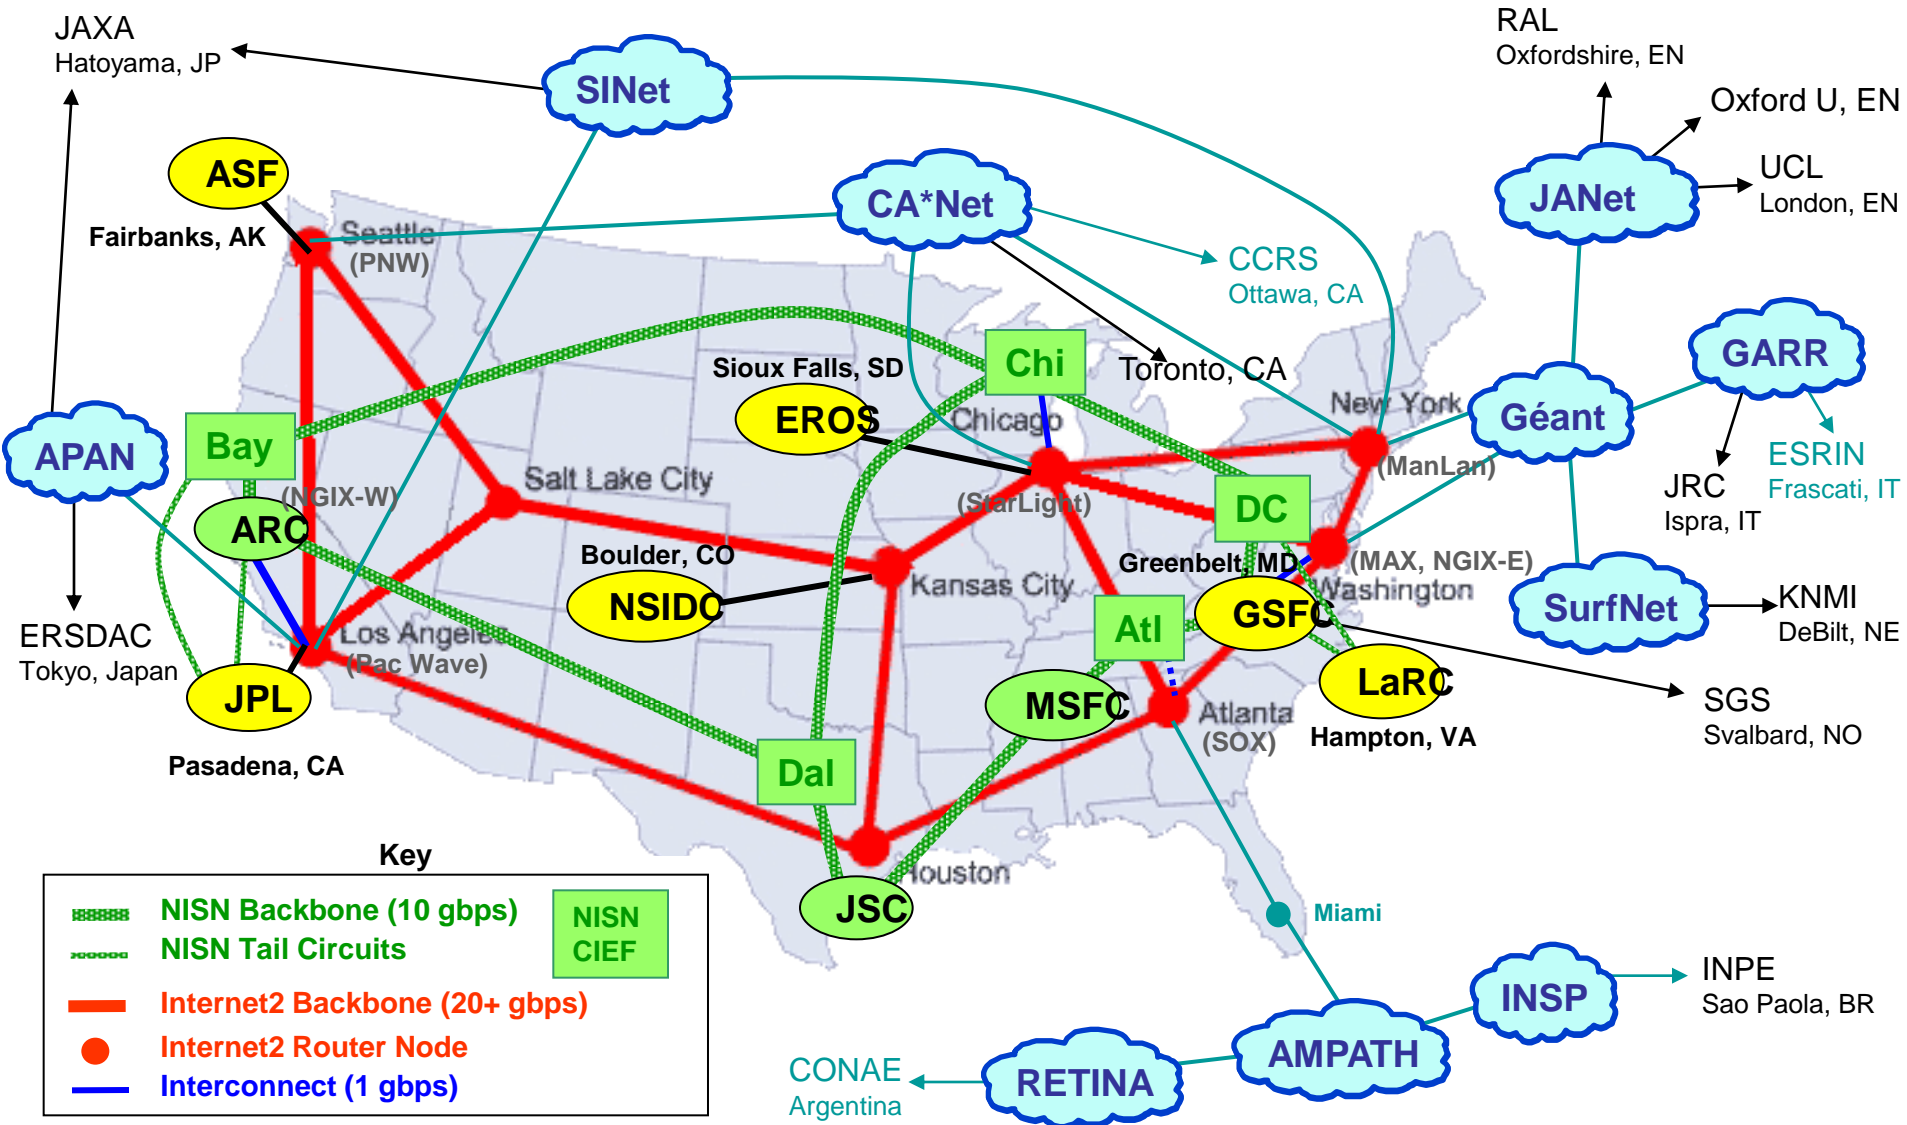 JAXA
Hatoyama, JP
SINet
RAL
Oxfordshire, EN
Oxford U, EN
ASF
Fairbanks, AK
Seattle
(PNW)
CA*Net
CCRS
Ottawa, CA
JANet
UCL
London, EN
Chi
Toronto, CA
Sioux Falls, SD
EROS
Chicago
(StarLight)
New York
(ManLan)
Géant
GARR
JRC
Ispra, IT
ESRIN
Frascati, IT
APAN
Bay
(NGIX-W)
ARC
Salt Lake City
DC
Boulder, CO
NSIDC
Kansas City
Greenbelt, MD
(MAX, NGIX-E)
Washington
GSFC
SurfNet
KNMI
DeBilt, NE
ERSDAC
Tokyo, Japan
Los Angeles
(Pac Wave)
JPL
Pasadena, CA
Atl
MSFC
Atlanta
(SOX)
LaRC
Hampton, VA
SGS
Svalbard, NO
Dal
Houston
JSC
Miami
INSP
INPE
Sao Paola, BR
AMPATH
RETINA
CONAE
Argentina
Key
NISN Backbone (10 gbps)
NISN Tail Circuits
NISN
CIEF
Internet2 Backbone (20+ gbps)
Internet2 Router Node
Interconnect (1 gbps)